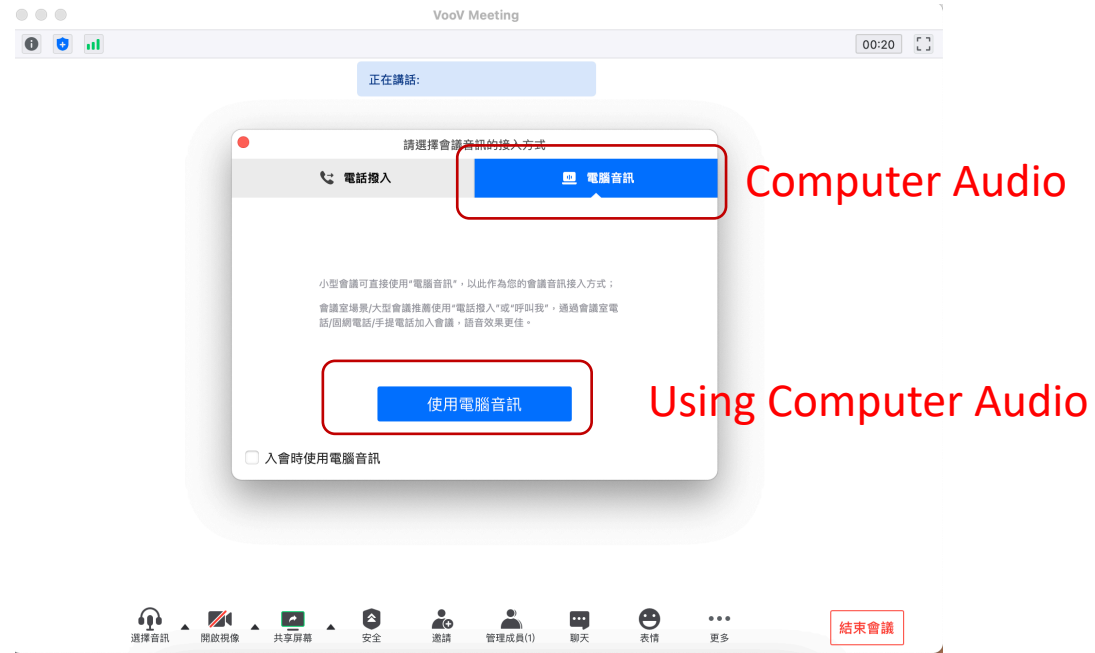 VooV Meeting
00:20
正在講話:
請選擇會議音訊的接入方式
電話撥入
電腦音訊
Computer Audio
小型會議可直接使用“電腦音訊”，以此作為您的會議音訊接入方式；
會議室場景/大型會議推薦使用“電話撥入”或“呼叫我”，通過會議室電
話/固網電話/手提電話加入會議，語音效果更佳。
使用電腦音訊
Using Computer Audio
入會時使用電腦音訊
選擇音訊
開啟視像
共享屏幕
安全
邀請
管理成員(1)
聊天
表情
更多
結束會議